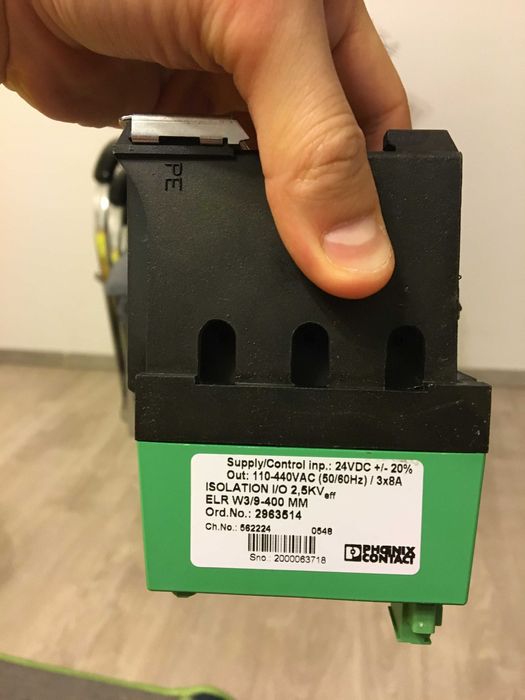 PE
Supply/Control inp.: 24VDC +/- 20%
Out: 110-440VAC (50/60Hz) / 3x8A
ISOLATION I/O 2,5KVeff
ELR W3/9-400 MM
Ord.No.: 2963514
Ch.No.: 562224 0548
Sno.: 2000063718
PHŒNIX
CONTACT